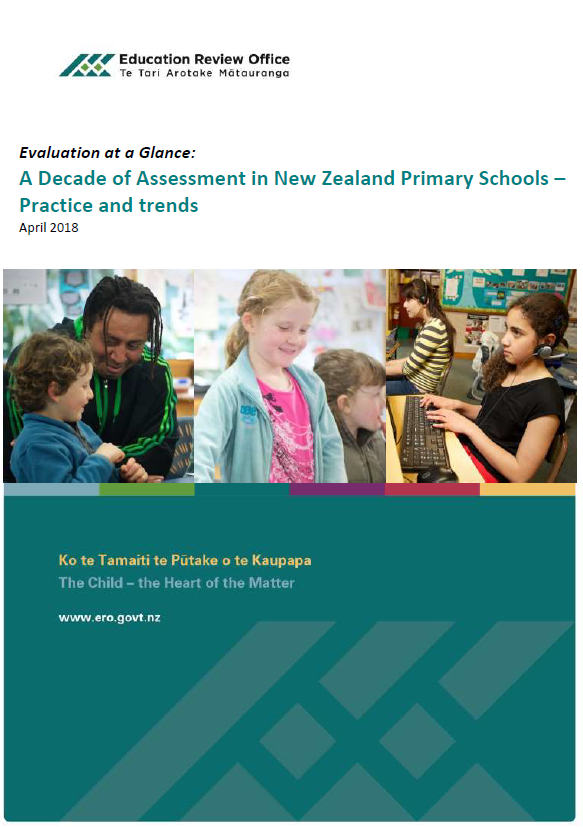 Education Review Office
Te Tari Arotake Mātauranga
Evaluation at a Glance:
A Decade of Assessment in New Zealand Primary Schools –
Practice and trends
April 2018
Ko te Tamaiti te Pūtake o te Kaupapa
The Child – the Heart of the Matter
www.ero.govt.nz